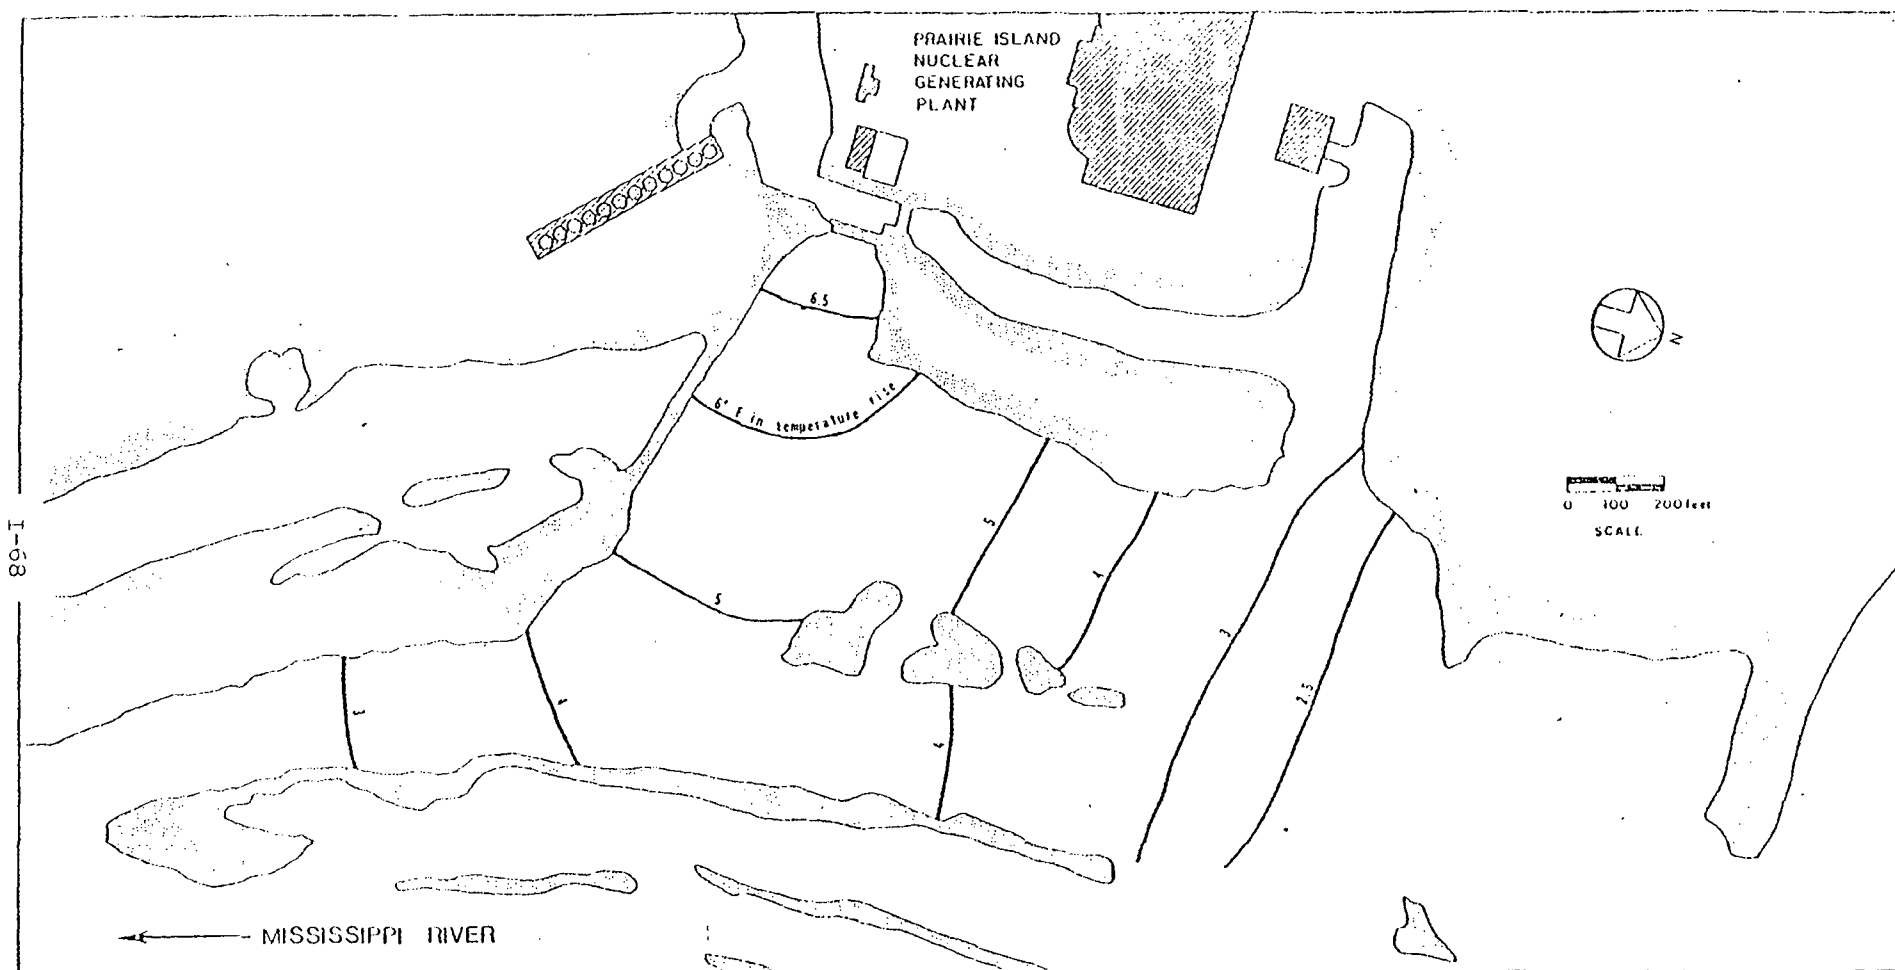 PRAIRIE ISLAND
NUCLEAR
GENERATING
PLANT
6.5
6° F in temperature rise
N
0 100 200 feet
SCALE
5
4
5
3
2.5
3
4
4
I-68
MISSISSIPPI RIVER